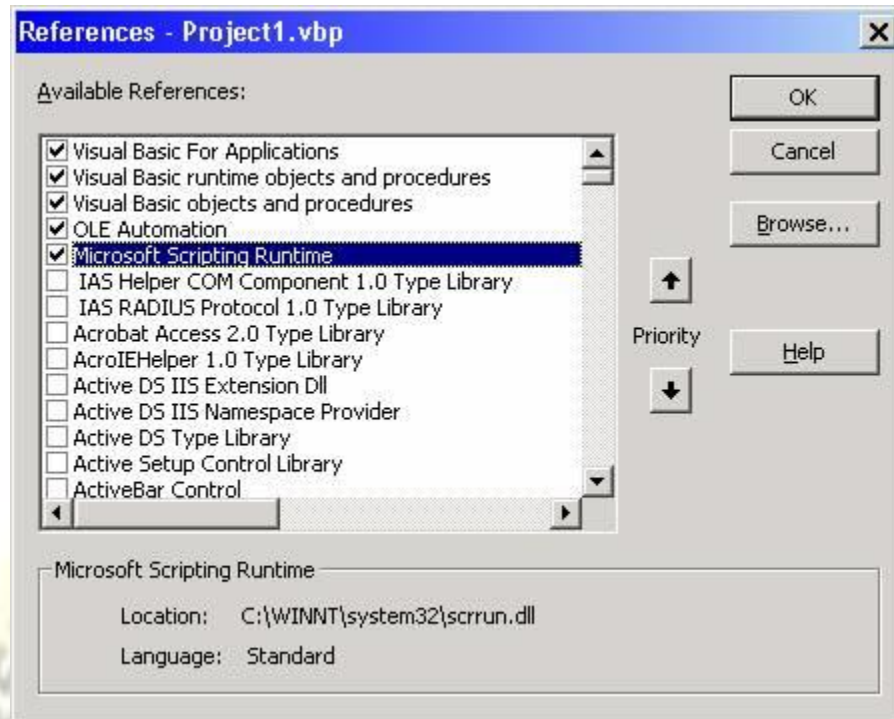 References - Project1.vbp
Available References:
OK
Cancel
Browse...
Help
Visual Basic For Applications
Visual Basic runtime objects and procedures
Visual Basic objects and procedures
OLE Automation
Microsoft Scripting Runtime
IAS Helper COM Component 1.0 Type Library
IAS RADIUS Protocol 1.0 Type Library
Acrobat Access 2.0 Type Library
AcroIEHelper 1.0 Type Library
Active DS IIS Extension Dll
Active DS IIS Namespace Provider
Active DS Type Library
Active Setup Control Library
ActiveBar Control
Priority
Microsoft Scripting Runtime
Location: C:\WINNT\system32\scrrun.dll
Language: Standard